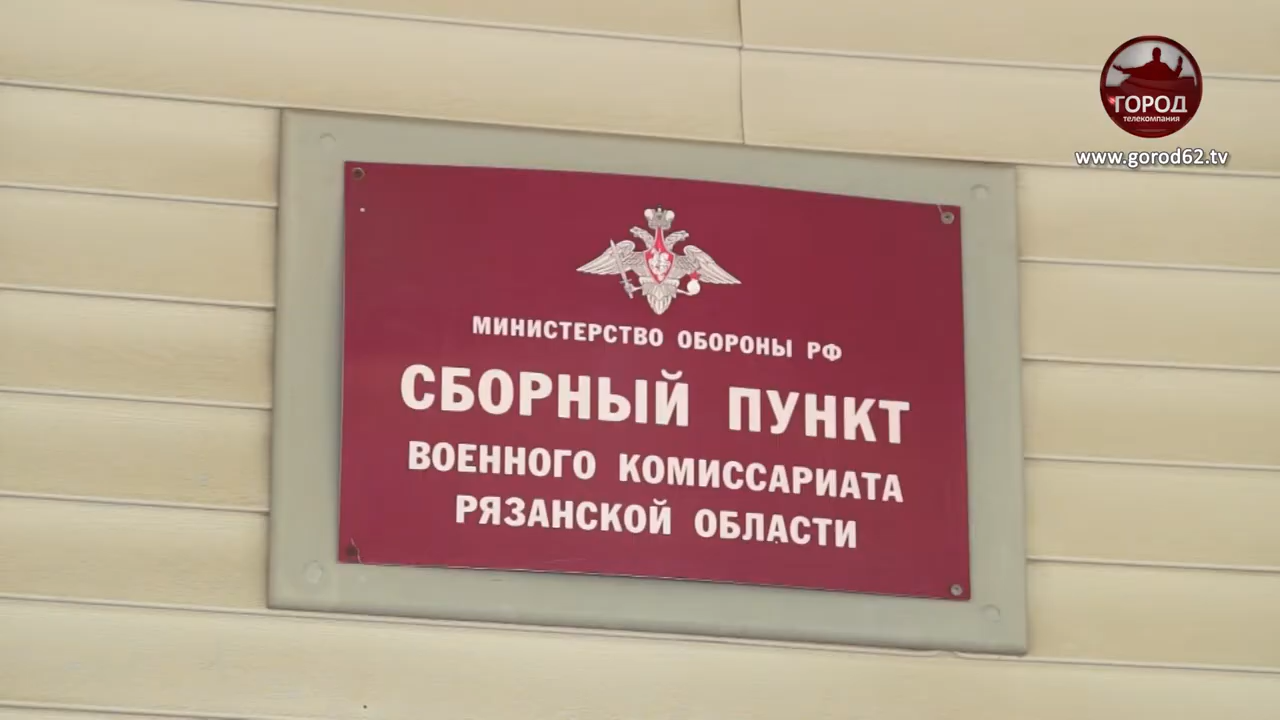 ГОРОД
телекомпания
www.gorod62.tv
МИНИСТЕРСТВО ОБОРОНЫ РФ
СБОРНЫЙ ПУНКТ
ВОЕННОГО КОМИССАРИАТА
РЯЗАНСКОЙ ОБЛАСТИ